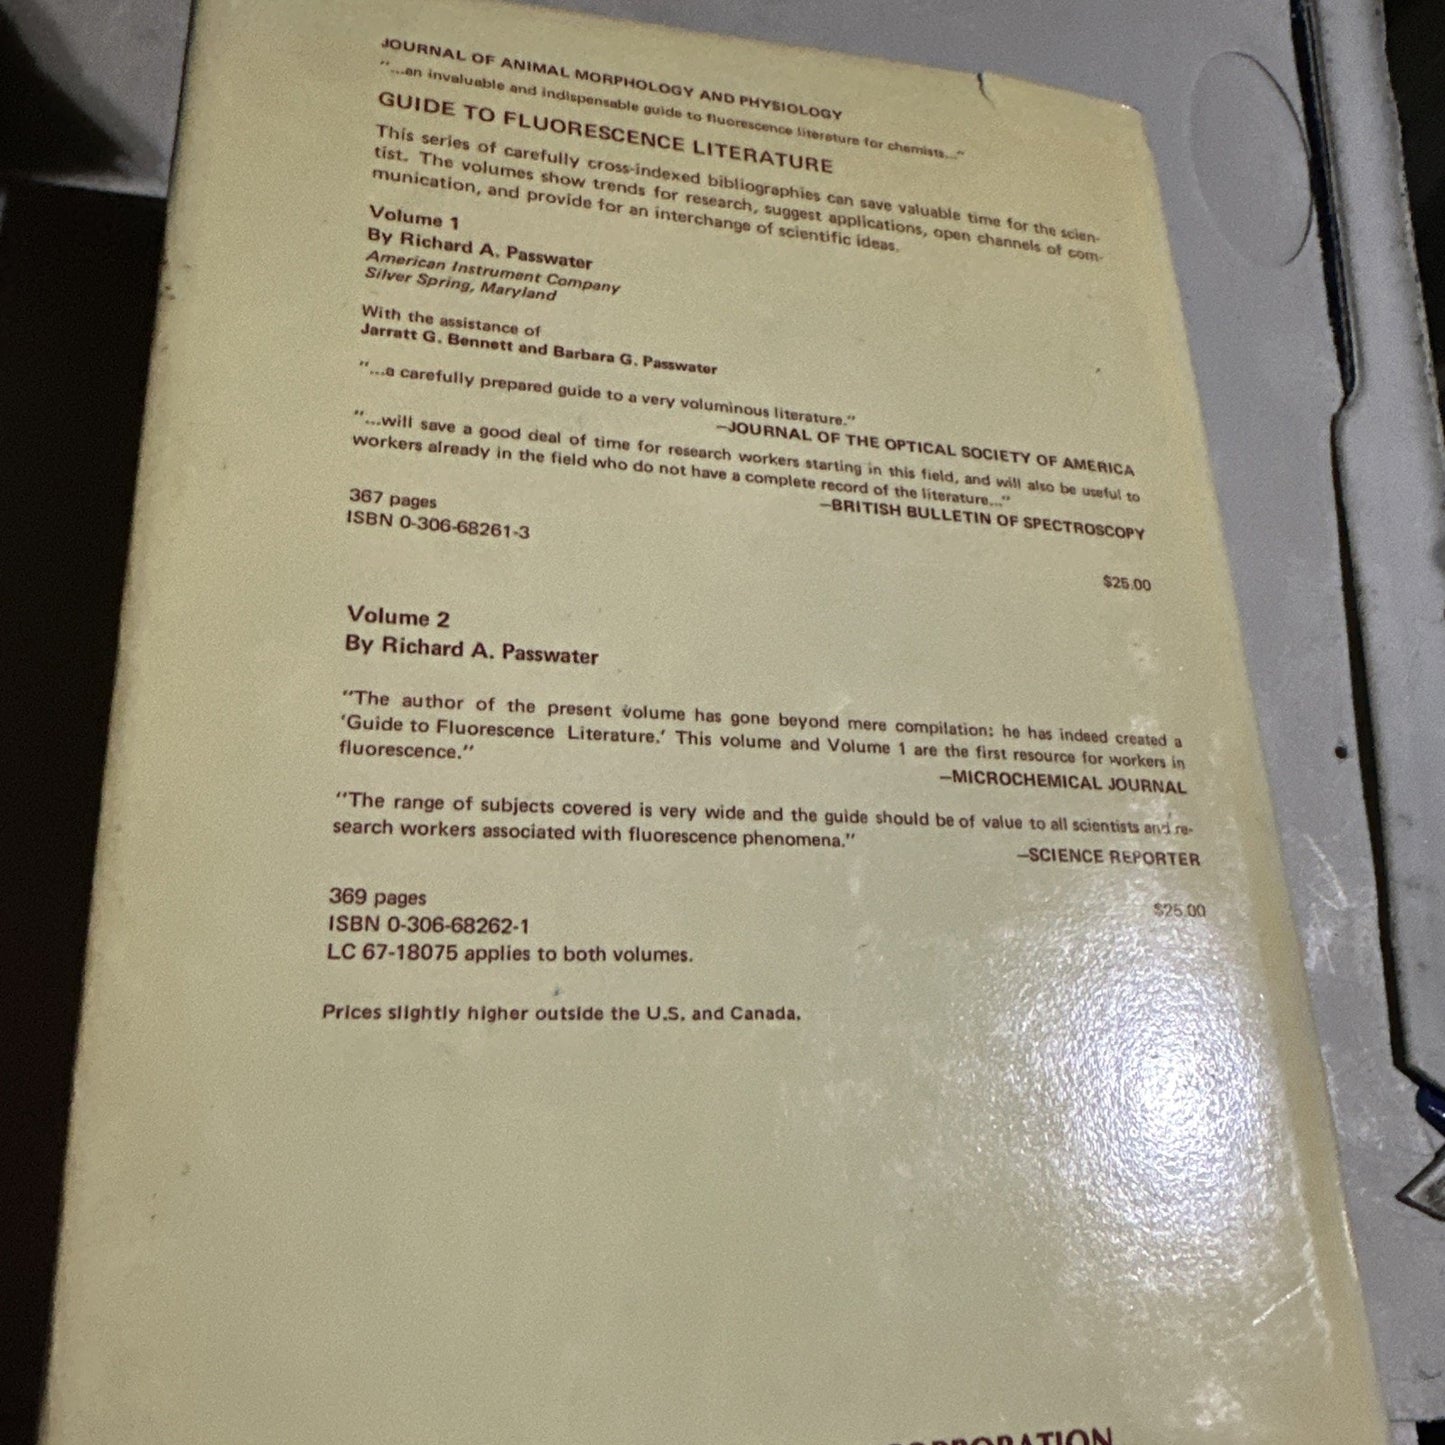 JOURNAL OF ANIMAL MORPHOLOGY AND PHYSIOLOGY
"...an invaluable and indispensable guide to fluorescence literature for chemists..."
GUIDE TO FLUORESCENCE LITERATURE
This series of carefully cross-indexed bibliographies can save valuable time for the scien-
tist. The volumes show trends for research, suggest applications, open channels of com-
munication, and provide for an interchange of scientific ideas.
Volume 1
By Richard A. Passwater
American Instrument Company
Silver Spring, Maryland
With the assistance of
Jarratt G. Bennett and Barbara G. Passwater
"...a carefully prepared guide to a very voluminous literature."
—JOURNAL OF THE OPTICAL SOCIETY OF AMERICA
"...will save a good deal of time for research workers starting in this field, and will also be useful to
workers already in the field who do not have a complete record of the literature..."
—BRITISH BULLETIN OF SPECTROSCOPY
367 pages
ISBN 0-306-68261-3
$25.00
Volume 2
By Richard A. Passwater
"The author of the present volume has gone beyond mere compilation; he has indeed created a
'Guide to Fluorescence Literature.' This volume and Volume 1 are the first resource for workers in
fluorescence."
—MICROCHEMICAL JOURNAL
"The range of subjects covered is very wide and the guide should be of value to all scientists and re-
search workers associated with fluorescence phenomena."
—SCIENCE REPORTER
369 pages
ISBN 0-306-68262-1
$25.00
LC 67-18075 applies to both volumes.
Prices slightly higher outside the U.S. and Canada.